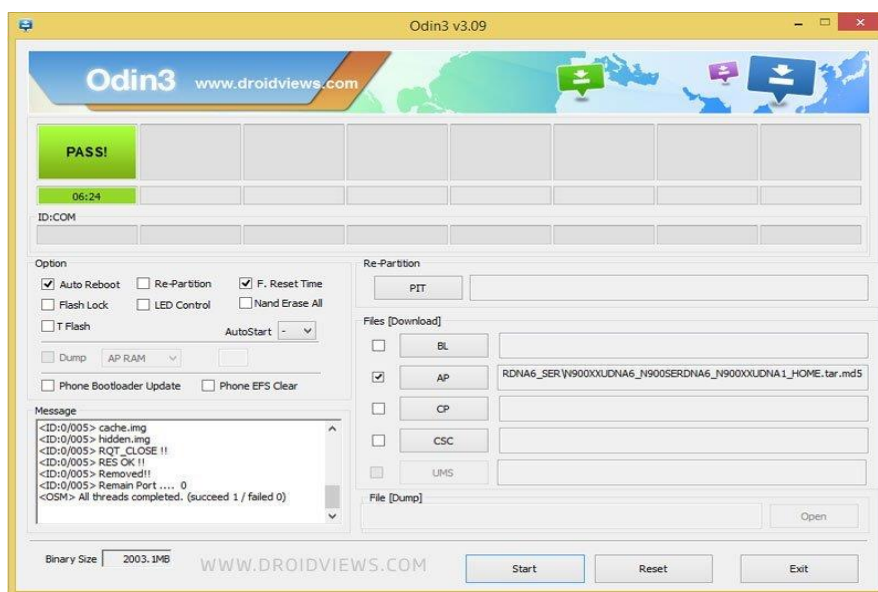 Odin3 v3.09
Odin3 www.droidviews.com
PASS!
06:24
ID:COM
Option
Auto Reboot Re-Partition F. Reset Time
Flash Lock LED Control Nand Erase All
T Flash AutoStart -
Dump AP RAM
Phone Bootloader Update Phone EFS Clear
Message
<ID:0/005> cache.img
<ID:0/005> hidden.img
<ID:0/005> RQT_CLOSE !!
<ID:0/005> RES OK !!
<ID:0/005> Removed!!
<ID:0/005> Remain Port .... 0
<OSM> All threads completed. (succeed 1 / failed 0)
Re-Partition
PIT
Files [Download]
BL
AP RDNA6_SER\N900XXUDNA6_N900SERDNA6_N900XXUDNA1_HOME.tar.md5
CP
CSC
UMS
File [Dump]
Open
Binary Size 2003.1MB
WWW.DROIDVIEWS.COM
Start Reset Exit